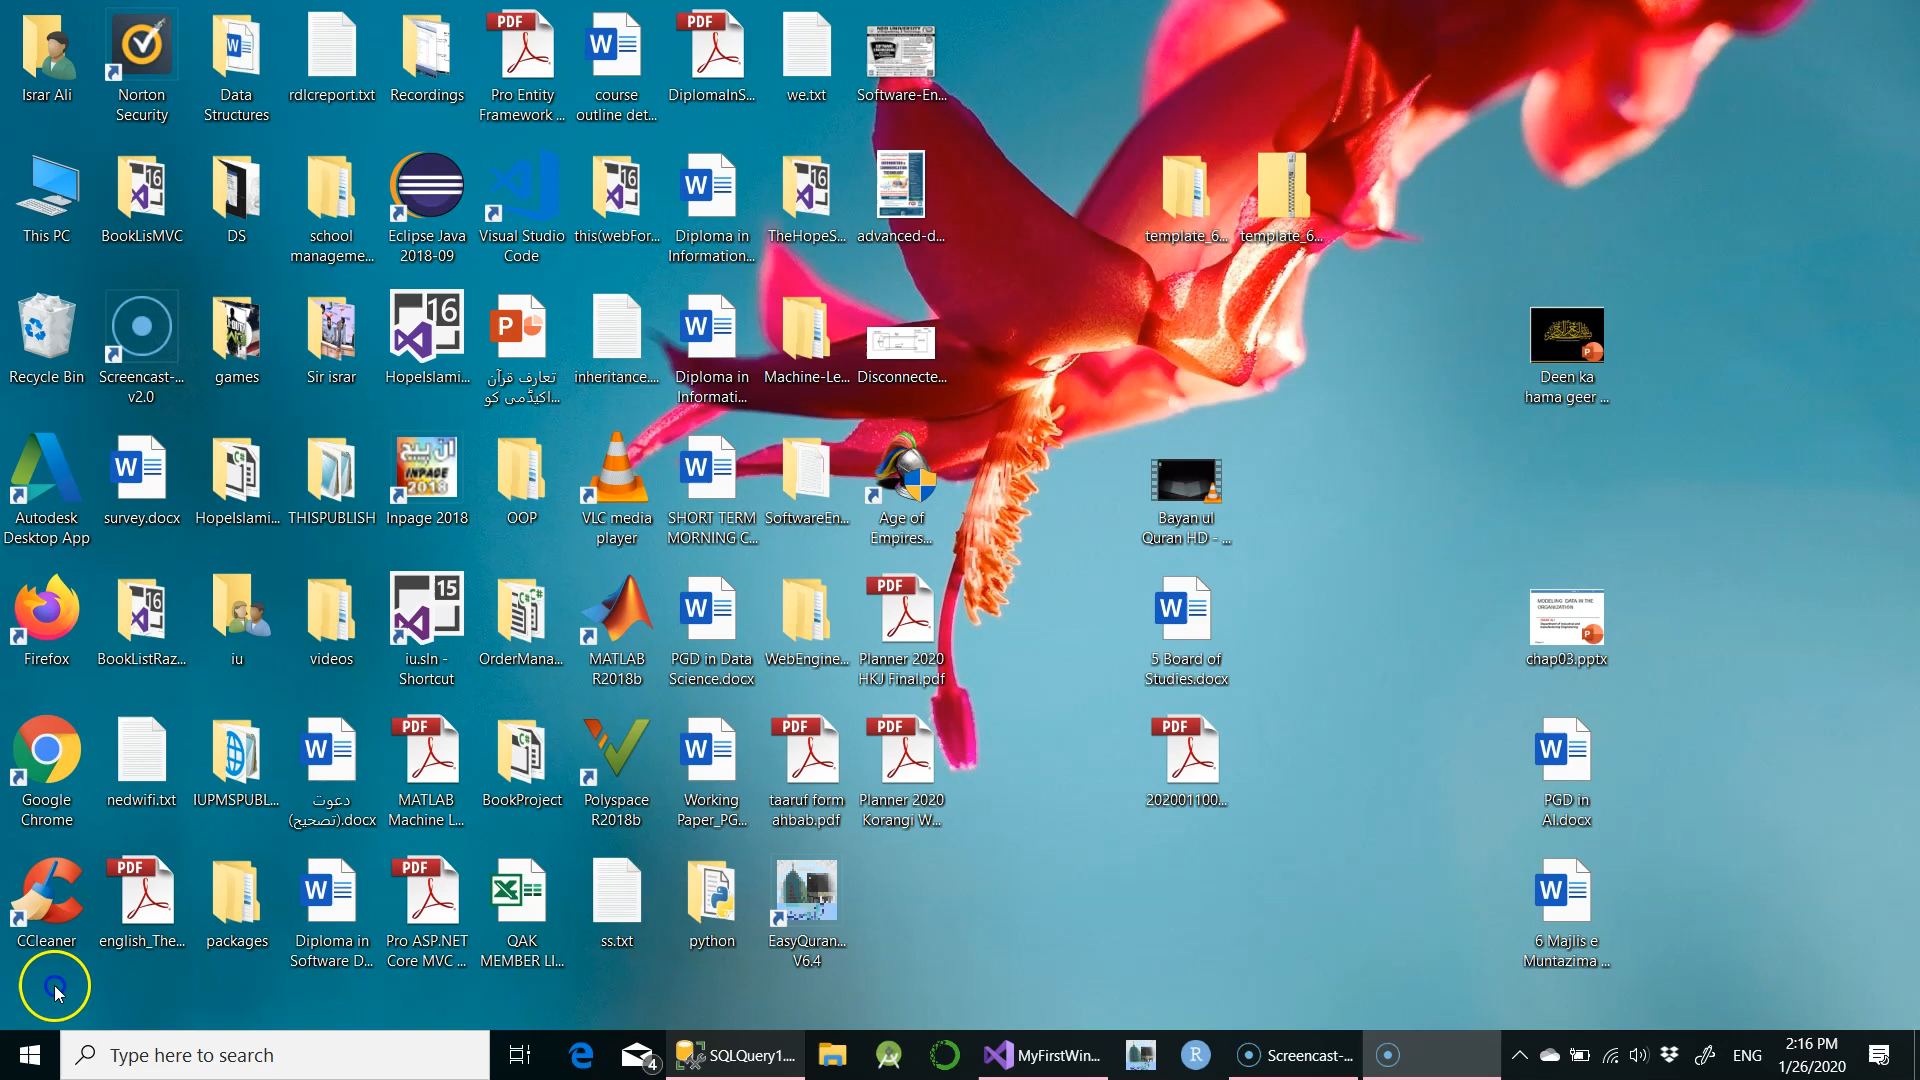 Israr Ali
Norton
Security
Data
Structures
rdlcreport.txt
Recordings
Pro Entity
Framework ...
course
outline det...
DiplomaInS...
we.txt
Software-En...
This PC
BookLisMVC
DS
school
manageme...
Eclipse Java
2018-09
Visual Studio
Code
this(webFor...
Diploma in
Information...
TheHopeS...
advanced-d...
template_6...
template_6...
Recycle Bin
Screencast-...
v2.0
games
Sir israr
HopeIslami...
تعارف قرآن
اکیڈمی کو...
inheritance....
Diploma in
Informati...
Machine-Le...
Disconnecte...
Deen ka
hama geer ...
Autodesk
Desktop App
survey.docx
HopeIslami...
THISPUBLISH
Inpage 2018
OOP
VLC media
player
SHORT TERM
MORNING C...
SoftwareEn...
Age of
Empires...
Bayan ul
Quran HD - ...
Firefox
BookListRaz...
iu
videos
iu.sln -
Shortcut
OrderMana...
MATLAB
R2018b
PGD in Data
Science.docx
WebEngine...
Planner 2020
HKJ Final.pdf
5 Board of
Studies.docx
MODELING DATA IN THE
ORGANIZATION
chap03.pptx
Google
Chrome
nedwifi.txt
IUPMSPUBL...
دعوت
(تصحیح).docx
MATLAB
Machine L...
BookProject
Polyspace
R2018b
Working
Paper_PG...
taaruf form
ahbab.pdf
Planner 2020
Korangi W...
202001100...
PGD in
AI.docx
CCleaner
english_The...
packages
Diploma in
Software D...
Pro ASP.NET
Core MVC ...
QAK
MEMBER LI...
ss.txt
python
EasyQuran...
V6.4
6 Majlis e
Muntazima ...
Type here to search
4
SQLQuery1....
MyFirstWin...
R
Screencast-...
ENG
2:16 PM
1/26/2020